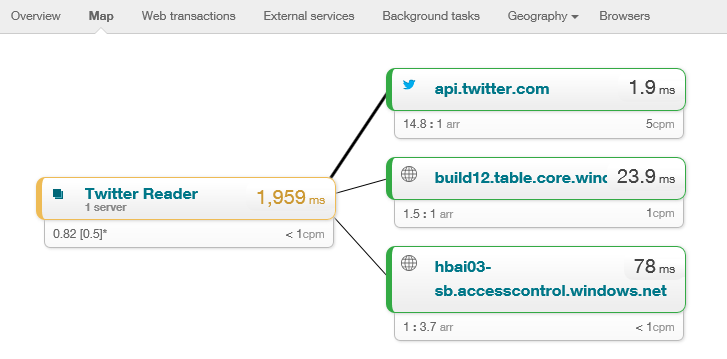 Overview Map Web transactions External services Background tasks Geography Browsers
api.twitter.com 1.9 ms
14.8 : 1 arr 5cpm
build12.table.core.wind 23.9 ms
1.5 : 1 arr 1cpm
Twitter Reader 1,959 ms
1 server
0.82 [0.5]* < 1cpm
hbai03- 78 ms
sb.accesscontrol.windows.net
1 : 3.7 arr < 1cpm